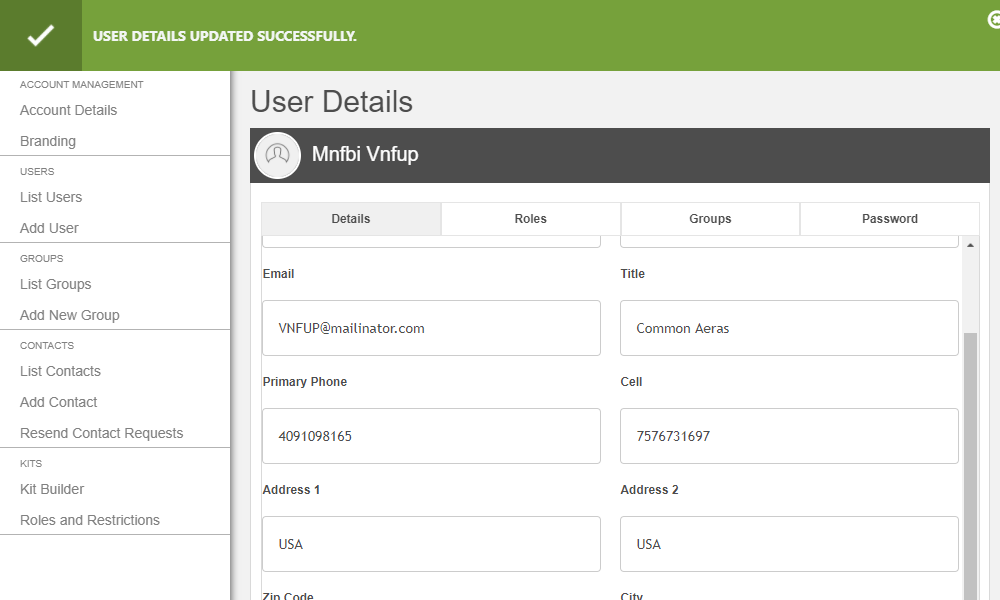 USER DETAILS UPDATED SUCCESSFULLY.
ACCOUNT MANAGEMENT
Account Details
Branding
USERS
List Users
Add User
GROUPS
List Groups
Add New Group
CONTACTS
List Contacts
Add Contact
Resend Contact Requests
KITS
Kit Builder
Roles and Restrictions
User Details
Mnfbi Vnfup
Details Roles Groups Password
Email Title
VNFUP@mailinator.com Common Aeras
Primary Phone Cell
4091098165 7576731697
Address 1 Address 2
USA USA
Zip Code City